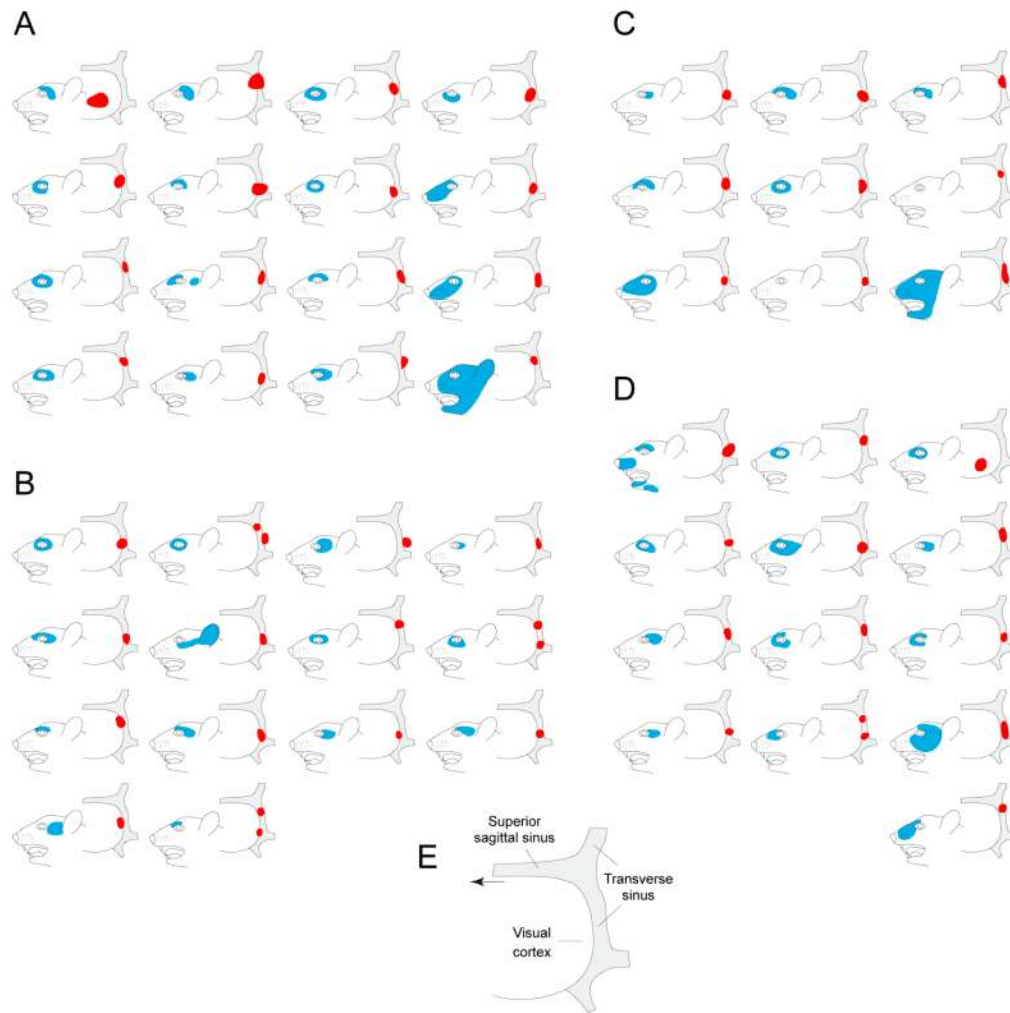 A
C
B
D
E
Superior
sagittal sinus
Transverse
sinus
Visual
cortex